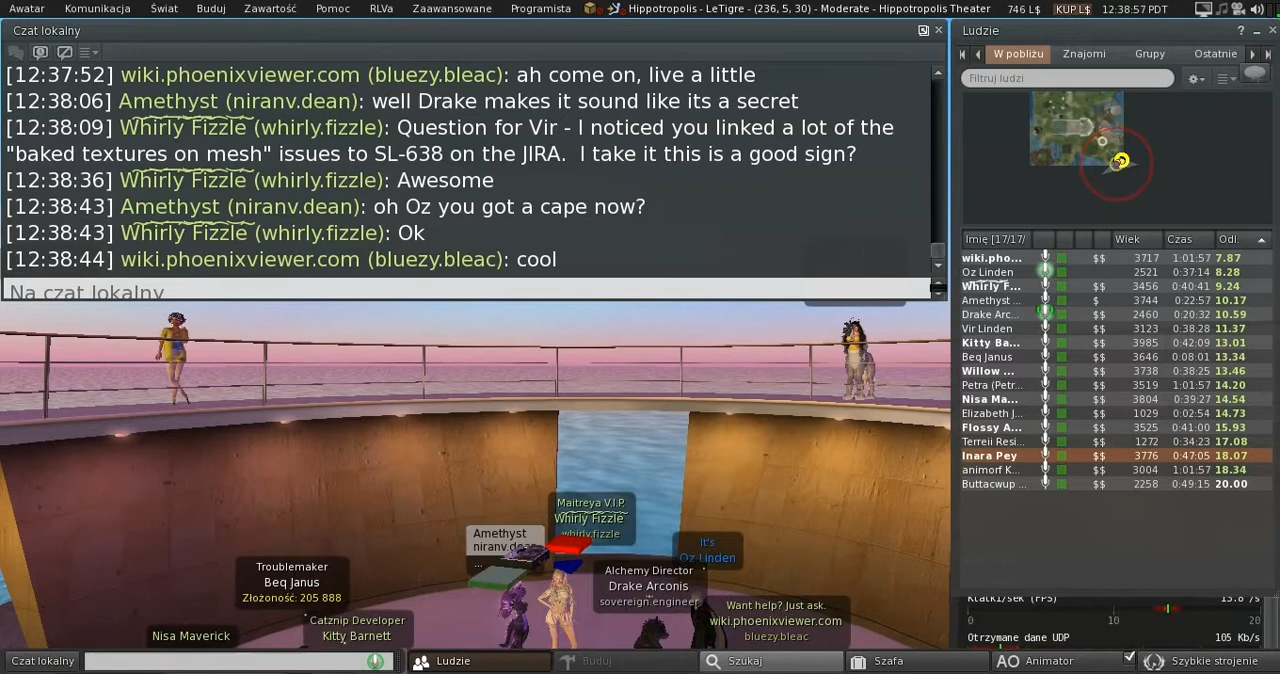 Awatar Komunikacja Świat Buduj Zawartość Pomoc RLVa Zaawansowane Programista Hippotropolis - LeTigre - (236, 5, 30) - Moderate - Hippotropolis Theater 746 L$ KUP L$ 12:38:57 PDT
Czat lokalny
[12:37:52] wiki.phoenixviewer.com (bluezy.bleac): ah come on, live a little
[12:38:06] Amethyst (niranv.dean): well Drake makes it sound like its a secret
[12:38:09] Whirly Fizzle (whirly.fizzle): Question for Vir - I noticed you linked a lot of the
"baked textures on mesh" issues to SL-638 on the JIRA. I take it this is a good sign?
[12:38:36] Whirly Fizzle (whirly.fizzle): Awesome
[12:38:43] Amethyst (niranv.dean): oh Oz you got a cape now?
[12:38:43] Whirly Fizzle (whirly.fizzle): Ok
[12:38:44] wiki.phoenixviewer.com (bluezy.bleac): cool
Na czat lokalny
Ludzie
W pobliżu Znajomi Grupy Ostatnie
Filtruj ludzi
Imię [17/17/ Wiek Czas Odl.
wiki.pho... $$ 3717 1:01:57 7.87
Oz Linden 2521 0:37:14 8.28
Whirly F... $$ 3456 0:40:41 9.24
Amethyst ... $ 3744 0:22:57 10.17
Drake Arc... $$ 2460 0:20:32 10.59
Vir Linden $$ 3123 0:38:28 11.37
Kitty Ba... $$ 3985 0:42:09 13.01
Beq Janus $$ 3646 0:08:01 13.34
Willow ... $$ 3738 0:38:25 13.46
Petra (Petr... $$ 3519 1:01:57 14.20
Nisa Ma... $$ 3804 0:39:27 14.54
Elizabeth J... $$ 1029 0:02:54 14.73
Flossy A... $$ 3525 0:41:00 15.93
Terreii Resi... $$ 1272 0:34:23 17.08
Inara Pey $$ 3776 0:47:05 18.07
animorf K... $$ 3004 1:01:57 18.34
Buttacwup ... $$ 2258 0:49:15 20.00
Klatki/sek (FPS) 13.8 /s
0 10 20
Otrzymane dane UDP 105 Kb/s
Maitreya V.I.P.
Whirly Fizzle
whirly.fizzle
Amethyst
niranv.dean
...
It's
Oz Linden
Troublemaker
Beq Janus
Złożoność: 205 888
Alchemy Director
Drake Arconis
sovereign.engineer
Want help? Just ask.
wiki.phoenixviewer.com
bluezy.bleac
Catznip Developer
Kitty Barnett
Nisa Maverick
Czat lokalny Ludzie Buduj Szukaj Szafa AO Animator Szybkie strojenie